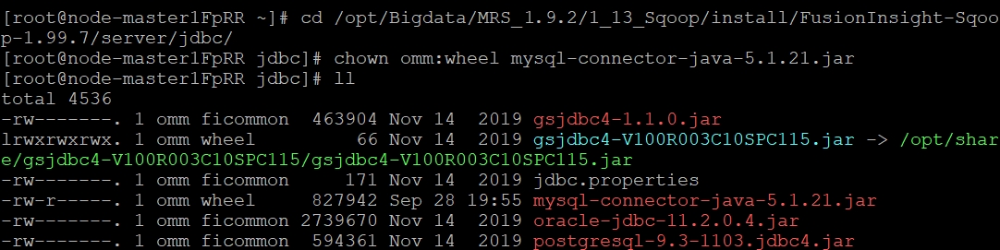 [root@node-master1FpRR ~]# cd /opt/Bigdata/MRS_1.9.2/1_13_Sqoop/install/FusionInsight-Sqoo
p-1.99.7/server/jdbc/
[root@node-master1FpRR jdbc]# chown omm:wheel mysql-connector-java-5.1.21.jar
[root@node-master1FpRR jdbc]# ll
total 4536
-rw-------. 1 omm ficommon  463904 Nov 14  2019 gsjdbc4-1.1.0.jar
lrwxrwxrwx. 1 omm wheel         66 Nov 14  2019 gsjdbc4-V100R003C10SPC115.jar -> /opt/shar
e/gsjdbc4-V100R003C10SPC115/gsjdbc4-V100R003C10SPC115.jar
-rw-------. 1 omm ficommon     171 Nov 14  2019 jdbc.properties
-rw-r-----. 1 omm wheel     827942 Sep 28 19:55 mysql-connector-java-5.1.21.jar
-rw-------. 1 omm ficommon 2739670 Nov 14  2019 oracle-jdbc-11.2.0.4.jar
-rw-------. 1 omm ficommon  594361 Nov 14  2019 postgresql-9.3-1103.jdbc4.jar